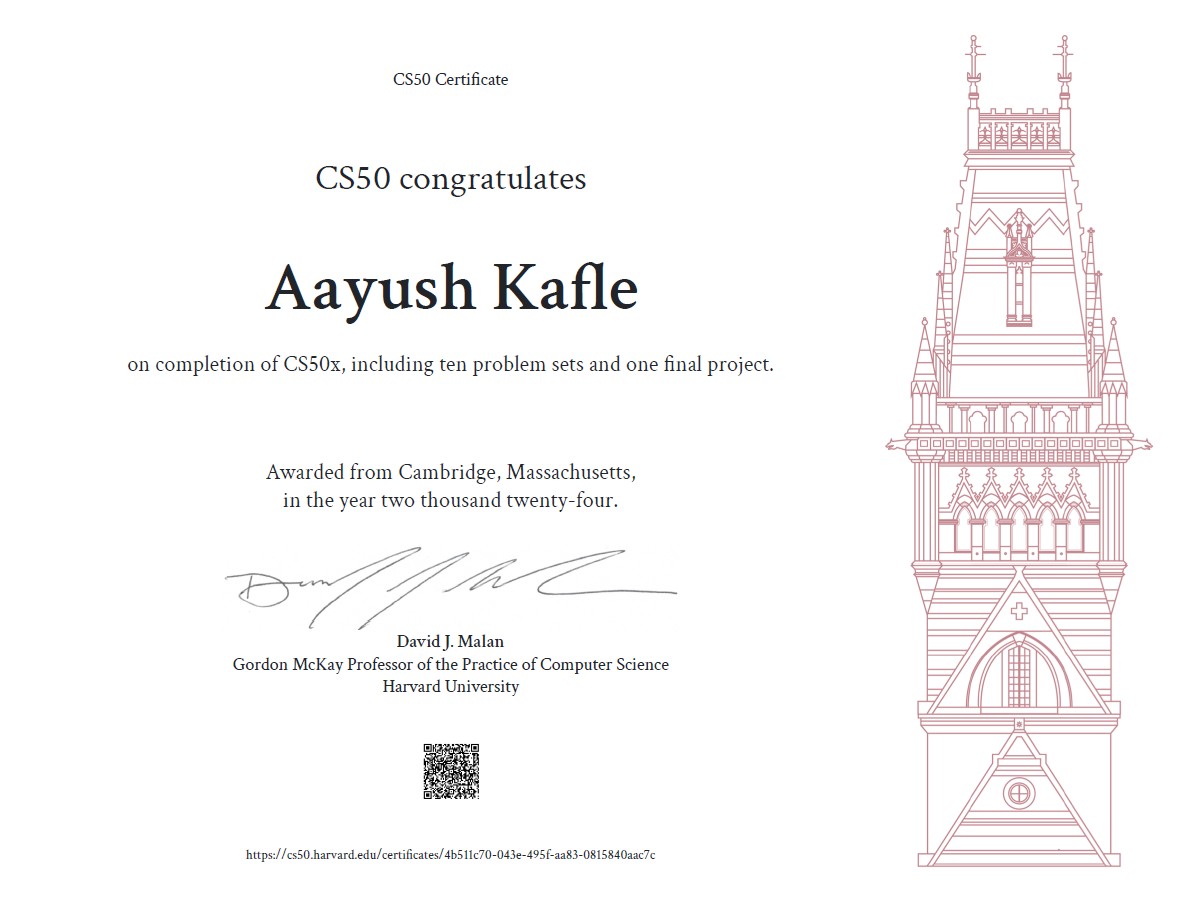 CS50 Certificate
CS50 congratulates
Aayush Kafle
on completion of CS50x, including ten problem sets and one final project.
Awarded from Cambridge, Massachusetts,
in the year two thousand twenty-four.
David J. Malan
Gordon McKay Professor of the Practice of Computer Science
Harvard University
https://cs50.harvard.edu/certificates/4b511c70-043e-495f-aa83-0815840aac7c